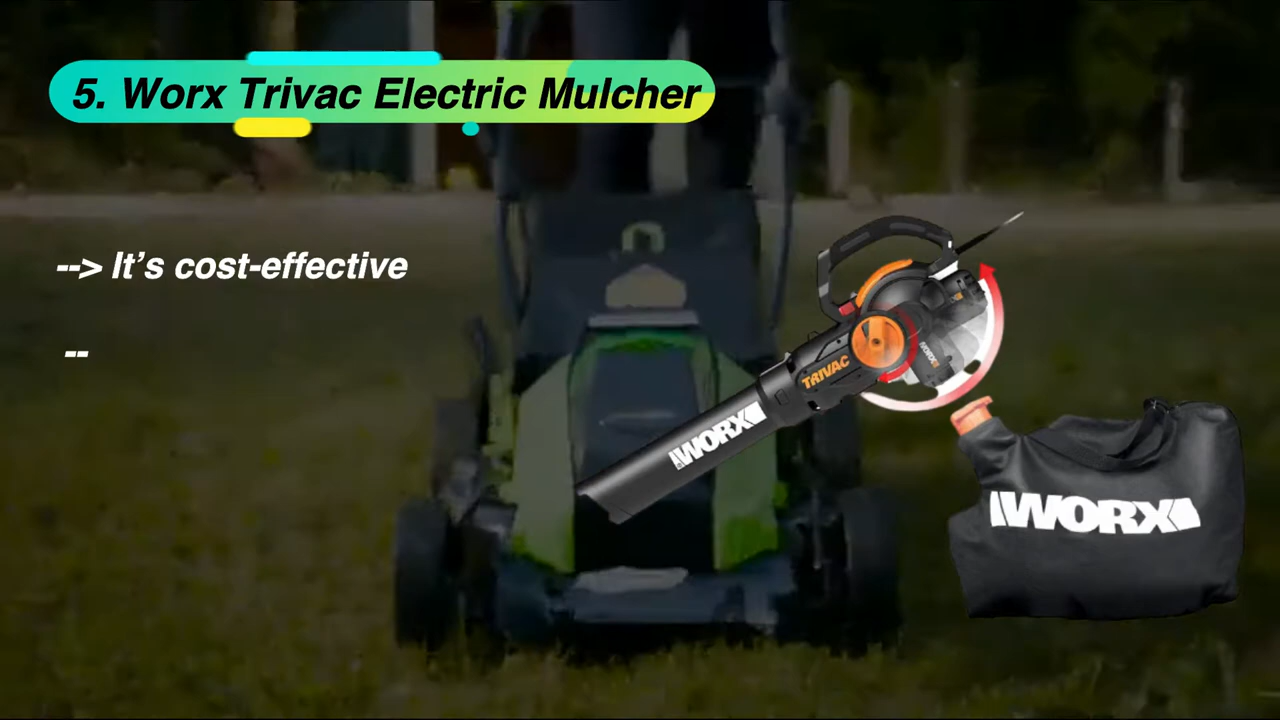 5. Worx Trivac Electric Mulcher
--> It's cost-effective
--
TRIVAC
WORX
WORX